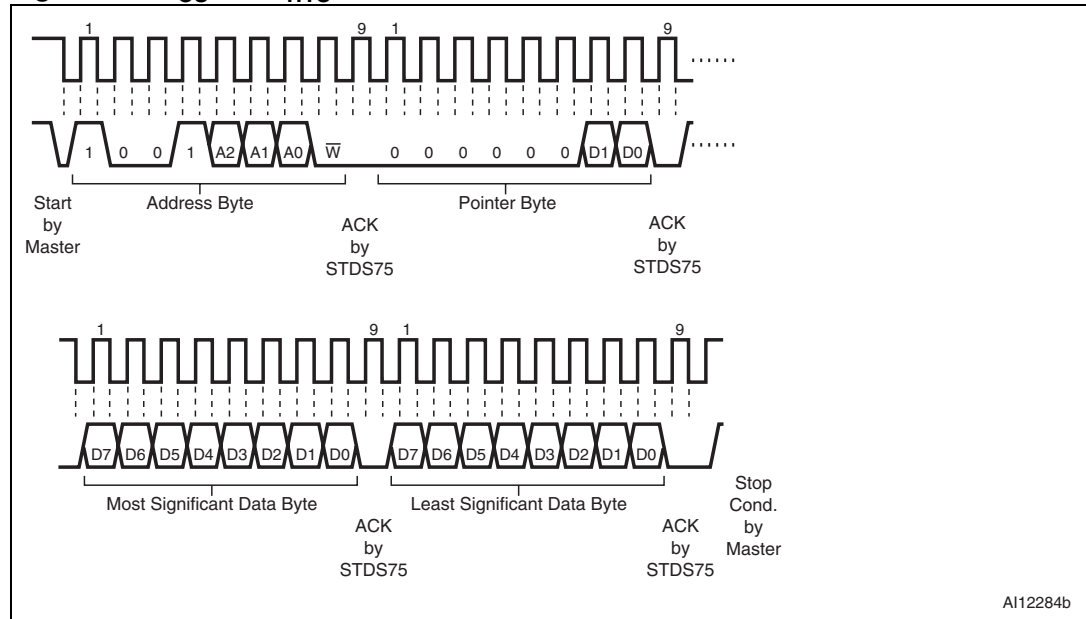 1 9 1 9
1 0 0 1 A2 A1 A0 W̅ 0 0 0 0 0 0 D1 D0
Start
by
Master
Address Byte
ACK
by
STDS75
Pointer Byte
ACK
by
STDS75
1 9 1 9
D7 D6 D5 D4 D3 D2 D1 D0 D7 D6 D5 D4 D3 D2 D1 D0
Most Significant Data Byte
ACK
by
STDS75
Least Significant Data Byte
ACK
by
STDS75
Stop
Cond.
by
Master
AI12284b